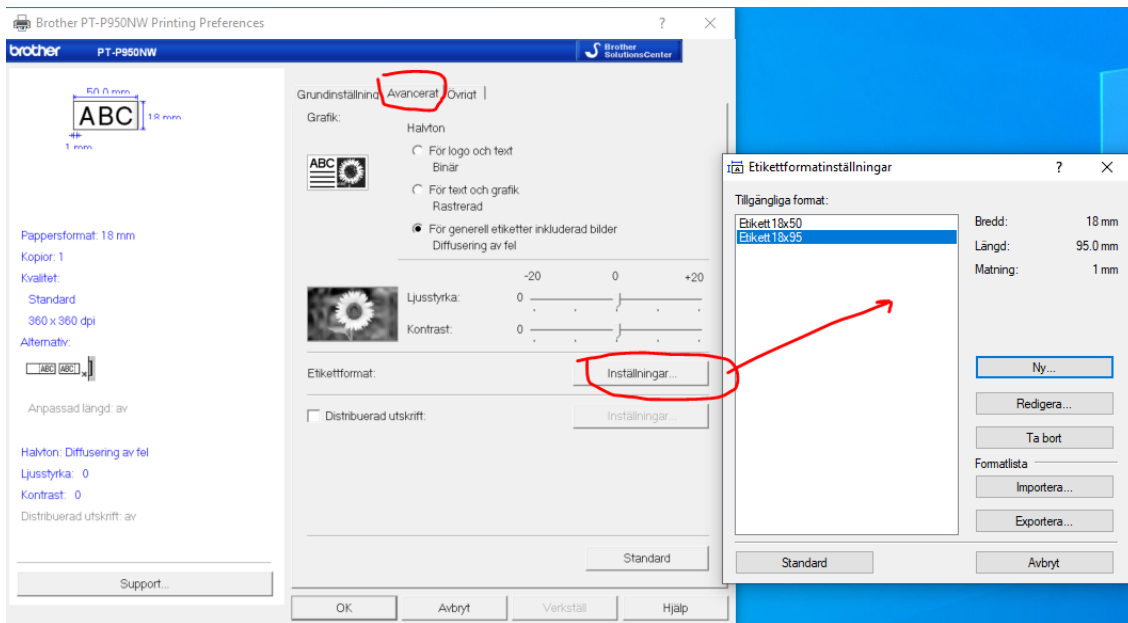 Brother PT-P950NW Printing Preferences
brother PT-P950NW
Brother SolutionsCenter
50.0 mm
ABC
18 mm
1 mm
Pappersformat: 18 mm
Kopior: 1
Kvalitet:
Standard
360 x 360 dpi
Alternativ:
ABC ABC
Anpassad längd: av
Halvton: Diffusering av fel
Ljusstyrka: 0
Kontrast: 0
Distribuerad utskrift: av
Support...
Grundinställning Avancerat Övrigt
Grafik:
ABC
Halvton
För logo och text
Binär
För text och grafik
Rastrerad
För generell etiketter inkluderad bilder
Diffusering av fel
-20 0 +20
Ljusstyrka: 0
Kontrast: 0
Etikettformat: Inställningar...
Distribuerad utskrift: Inställningar...
Standard
OK Avbryt Verkställ Hjälp
Etikettformatinställningar
Tillgängliga format:
Etikett18x50
Etikett18x95
Bredd: 18 mm
Längd: 95.0 mm
Matning: 1 mm
Ny...
Redigera...
Ta bort
Formatlista
Importera...
Exportera...
Standard Avbryt